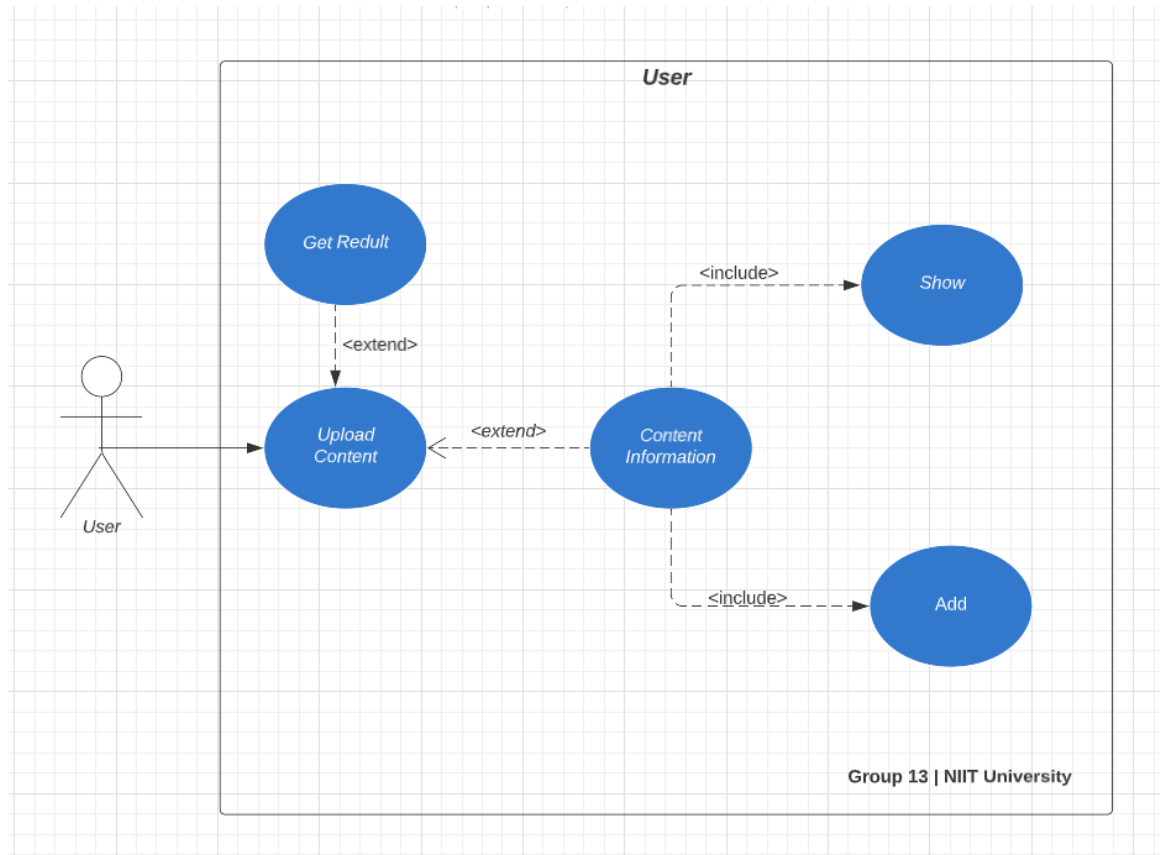 User
Get Redult
<include>
Show
<extend>
Upload
Content
<extend>
Content
Information
User
<include>
Add
Group 13 | NIIT University